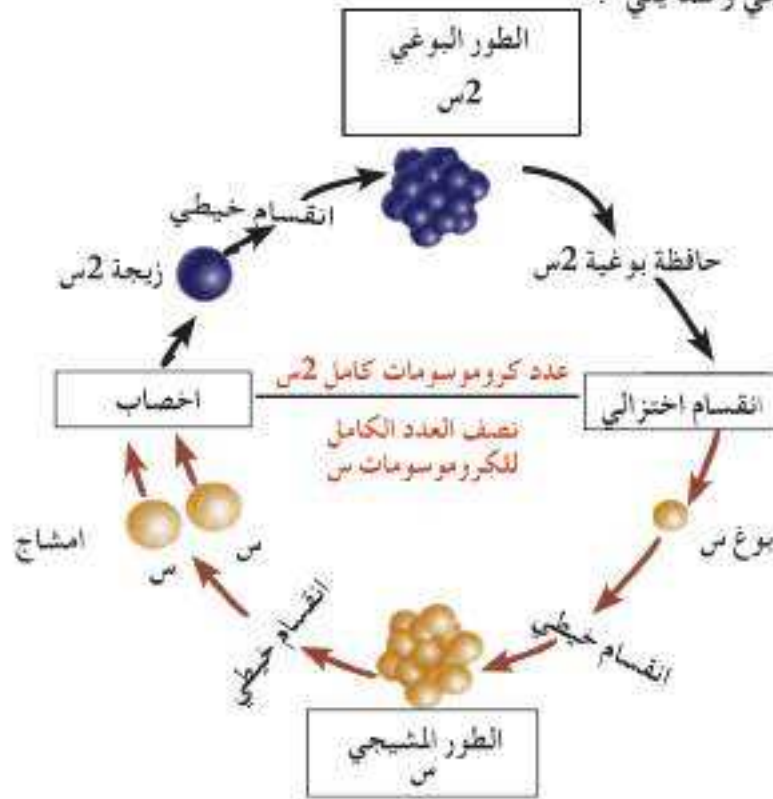 الطور البوغي
2س
انقسام خيطي
حافظة بوغية 2س
زيجة 2س
عدد كروموسومات كامل 2س
اخصاب
انقسام اختزالي
نصف العدد الكامل
للكروموسومات س
امشاج
س
س
بوغ س
انقسام خيطي
انقسام خيطي
الطور المشيجي
س